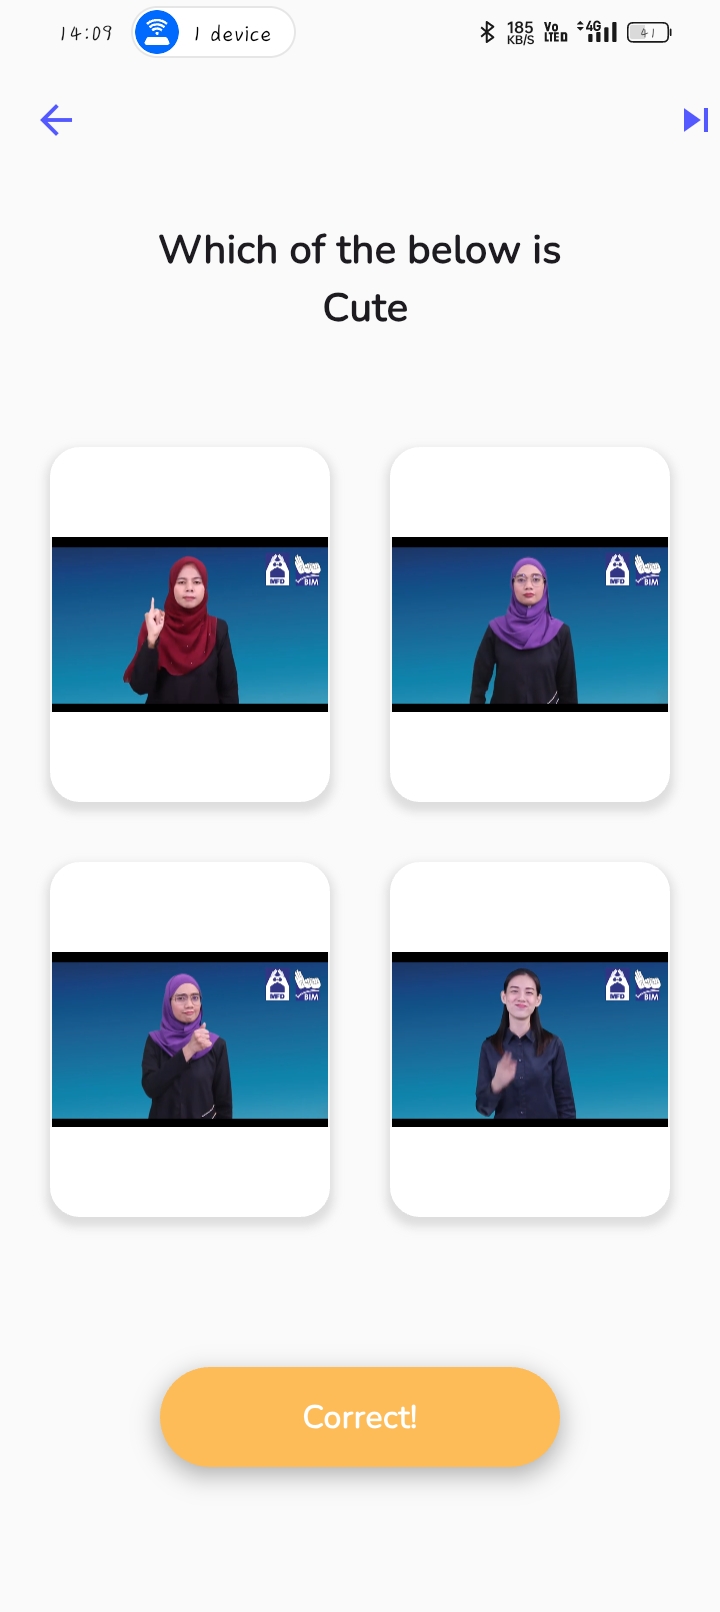 14:09
1 device
185
KB/S
Vo
LTED
4G
41
Which of the below is
Cute
MFD
BIM
MFD
BIM
MFD
BIM
MFD
BIM
Correct!